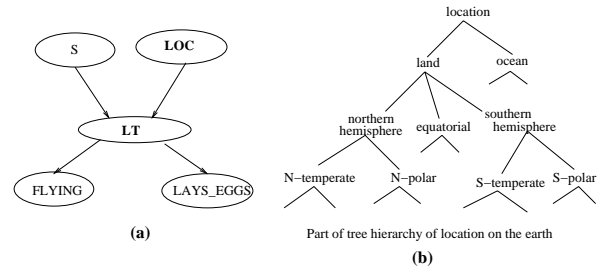 S
LOC
LT
FLYING
LAYS_EGGS
(a)
location
land
ocean
northern
hemisphere
equatorial
southern
hemisphere
N-temperate
N-polar
S-temperate
S-polar
Part of tree hierarchy of location on the earth
(b)